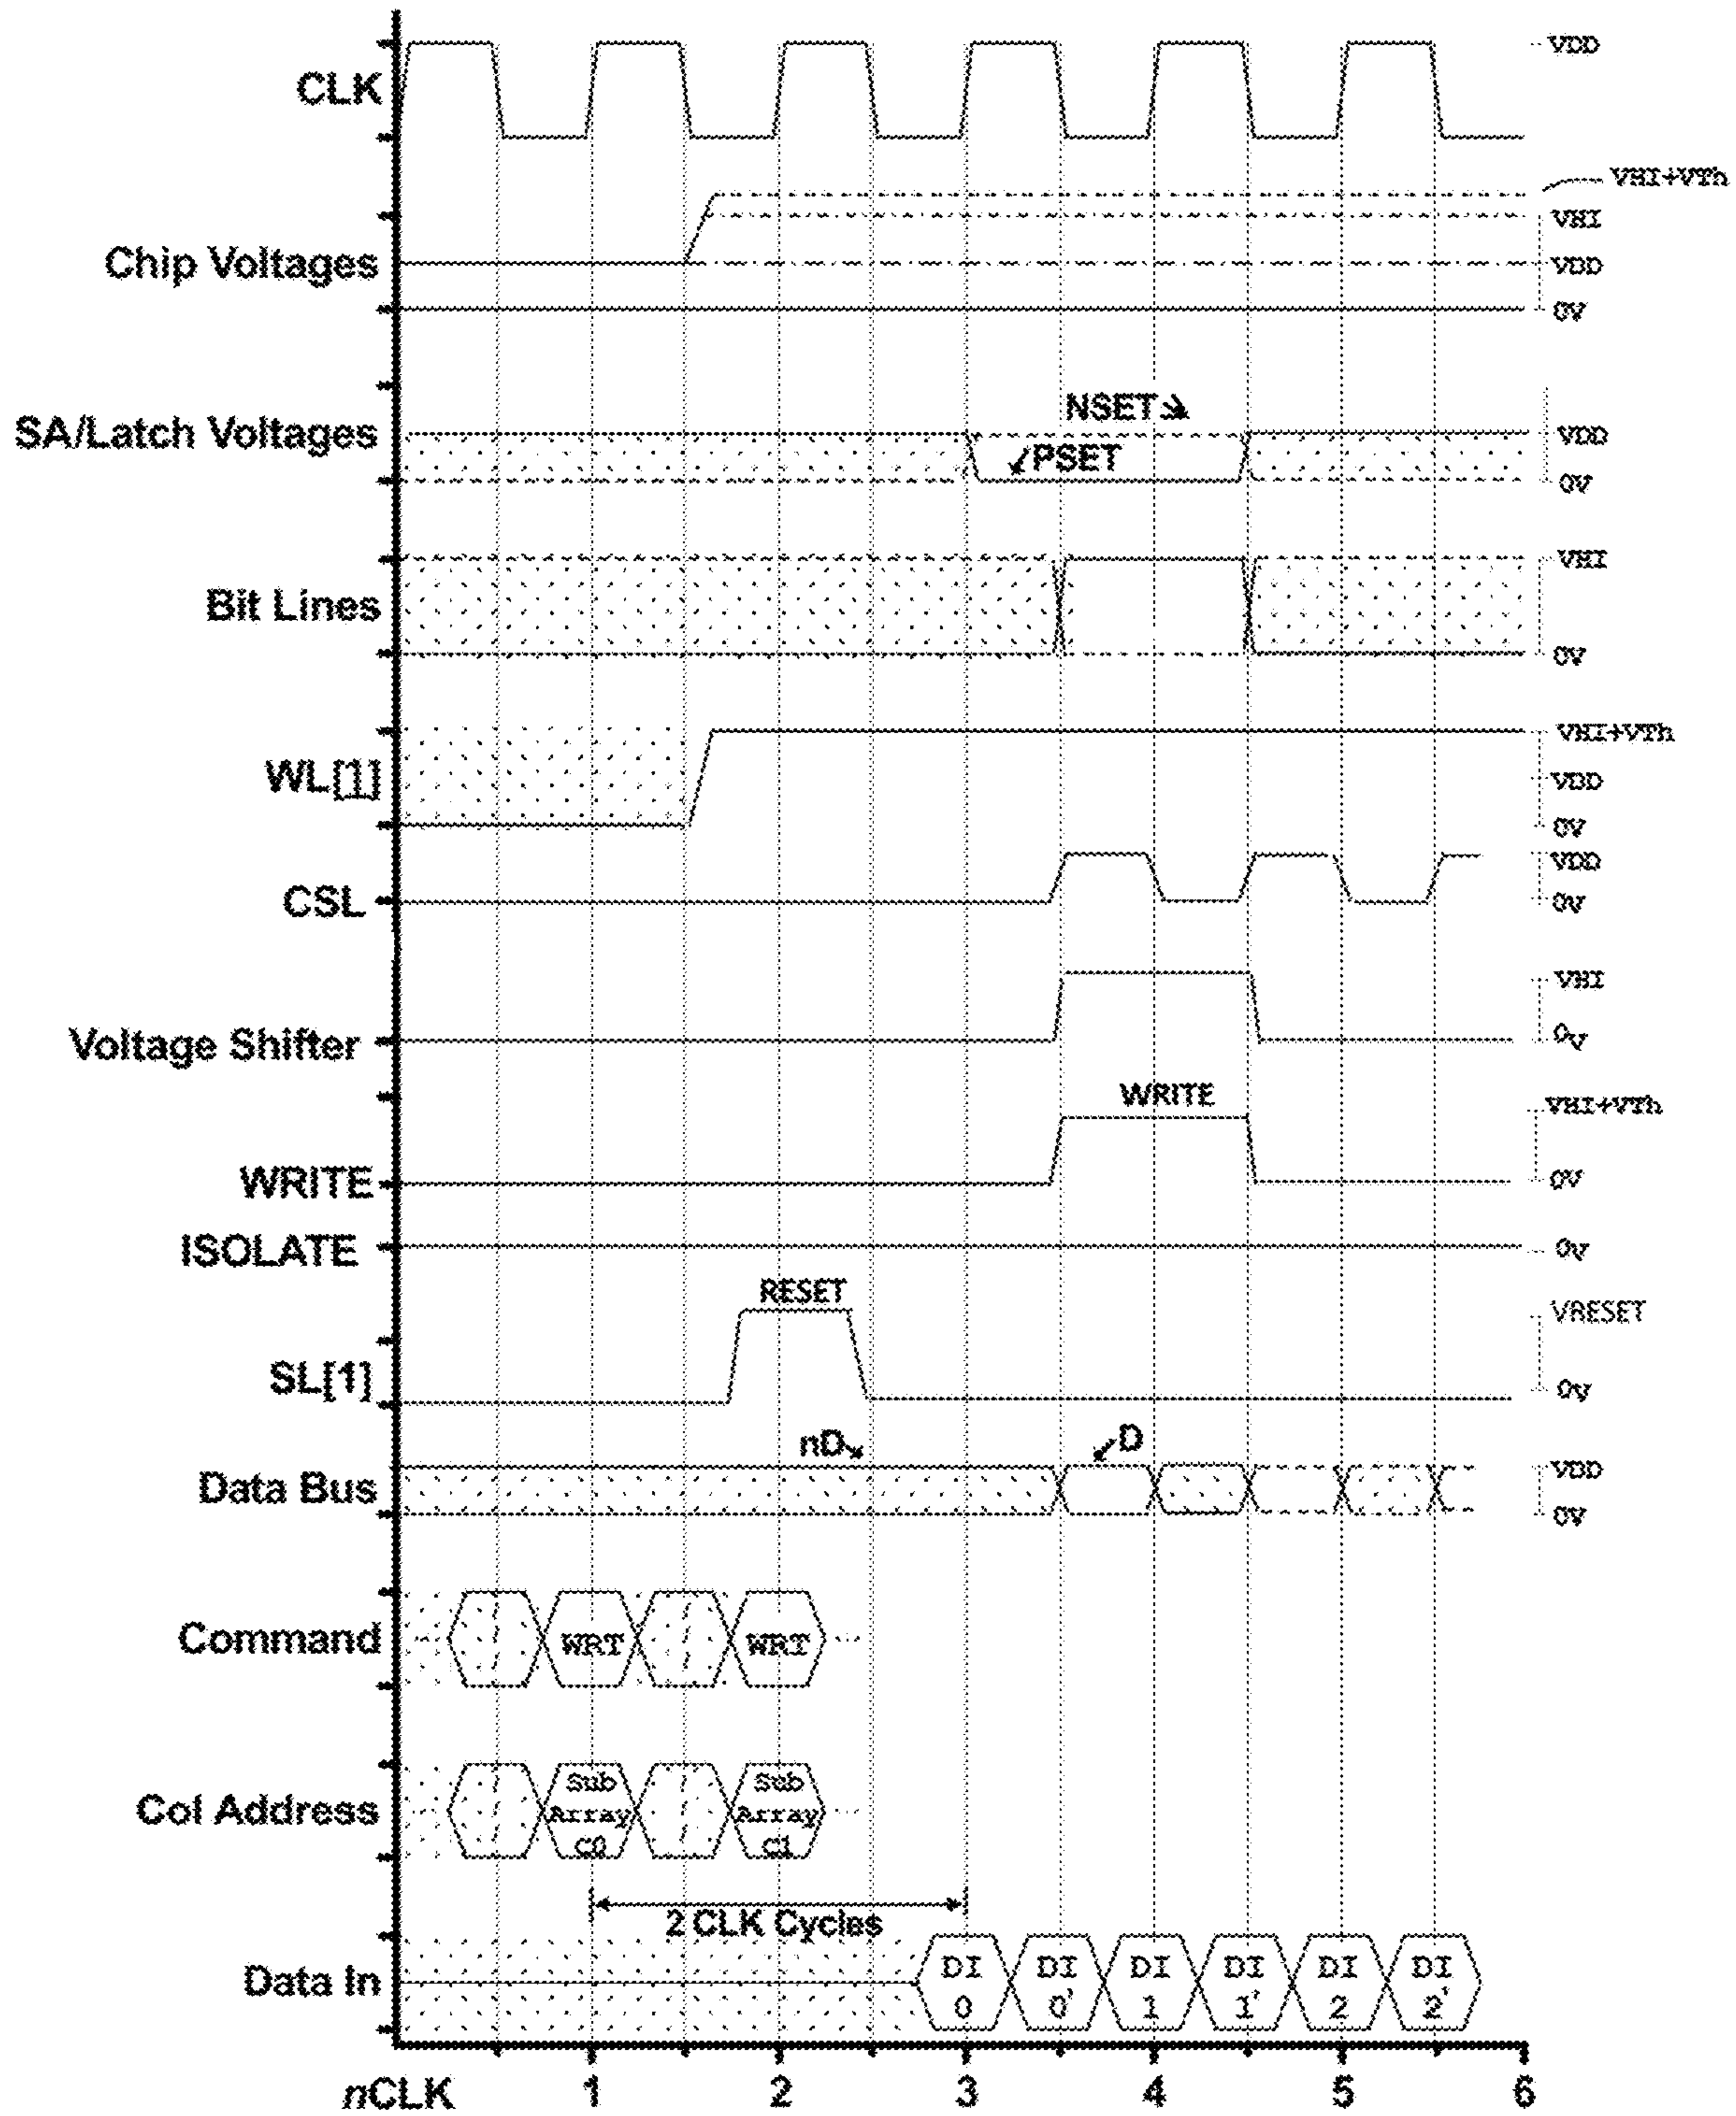 CLK
VDD
VHI+VTh
VHI
Chip Voltages
VDD
0V
NSET
SA/Latch Voltages
VDD
PSET
0V
VHI
Bit Lines
0V
VHI+VTh
WL[1]
VDD
0V
VDD
CSL
0V
VHI
Voltage Shifter
0V
WRITE
VHI+VTh
WRITE
0V
ISOLATE
0V
RESET
VRESET
SL[1]
0V
nD
D
Data Bus
VDD
0V
Command
WRT
WRT
Sub
Array
C0
Sub
Array
C1
Col Address
2 CLK Cycles
Data In
DI
0
DI
0'
DI
1
DI
1'
DI
2
DI
2'
nCLK
1
2
3
4
5
6